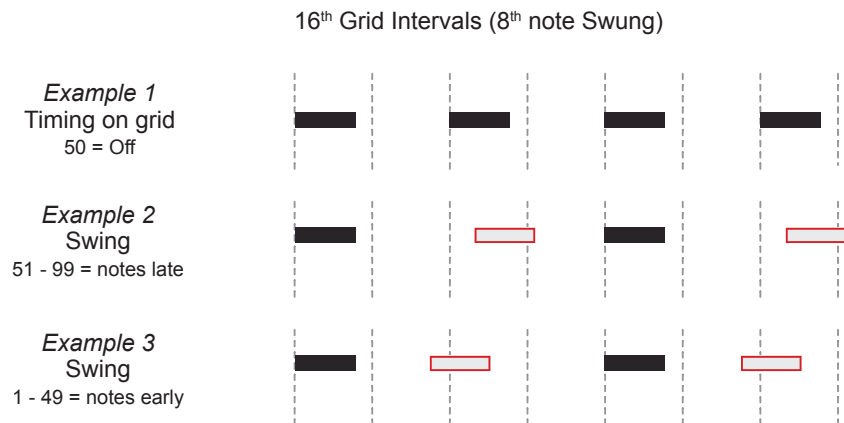 16th Grid Intervals (8th note Swung)
Example 1
Timing on grid
50 = Off
Example 2
Swing
51 - 99 = notes late
Example 3
Swing
1 - 49 = notes early